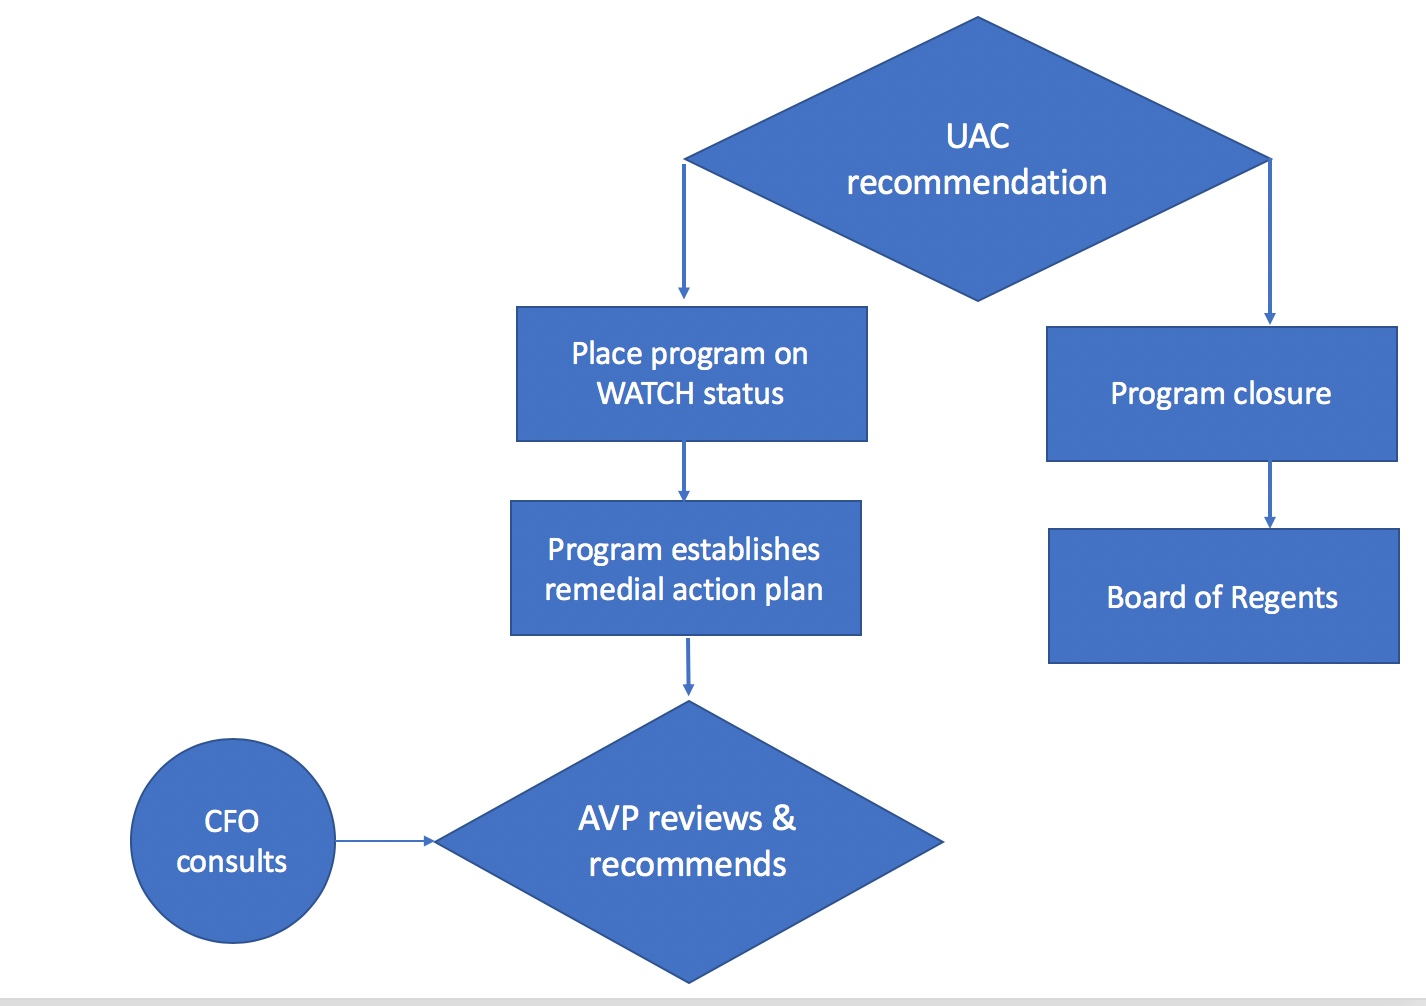 UAC
recommendation
Place program on
WATCH status
Program closure
Program establishes
remedial action plan
Board of Regents
CFO
consults
AVP reviews &
recommends